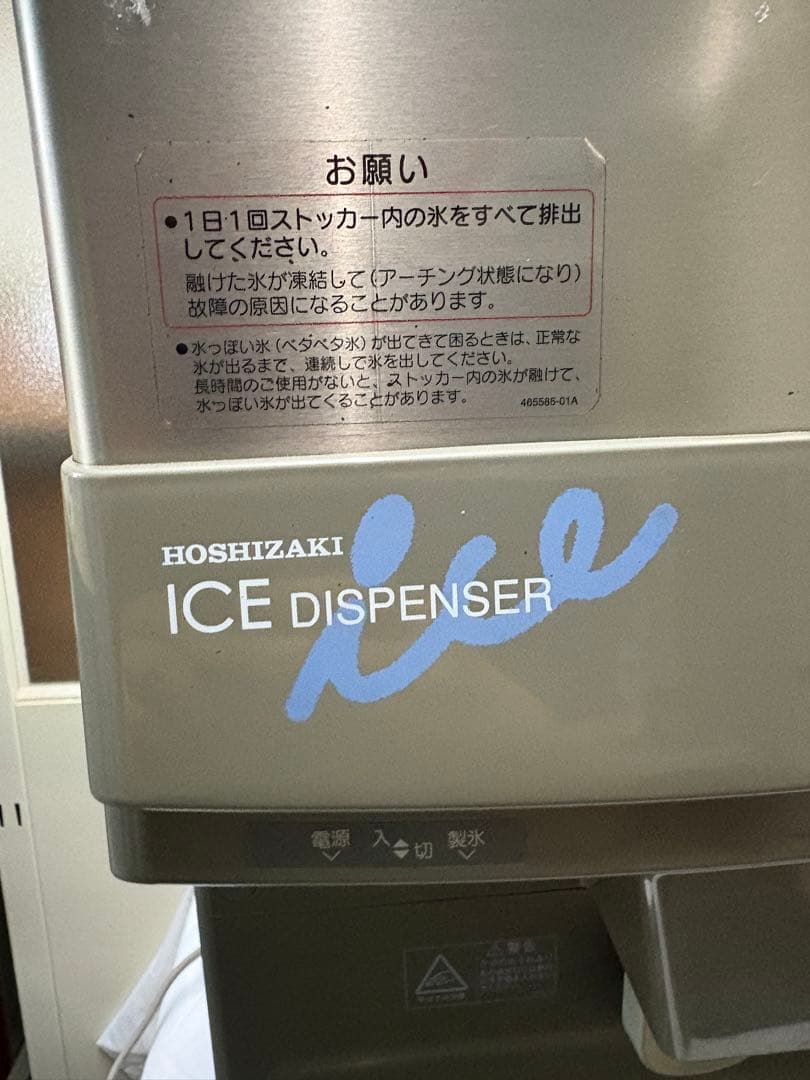 お願い
●1日1回ストッカー内の氷をすべて排出
してください。
融けた氷が凍結して(アーチング状態になり)
故障の原因になることがあります。
●水っぽい氷(ベタベタ氷)が出てきて困るときは、正常な
氷が出るまで、連続して氷を出してください。
長時間のご使用がないと、ストッカー内の氷が融けて、
水っぽい氷が出てくることがあります。
465586-01A
HOSHIZAKI
ice
ICE DISPENSER
電源 入 切 製氷
警告